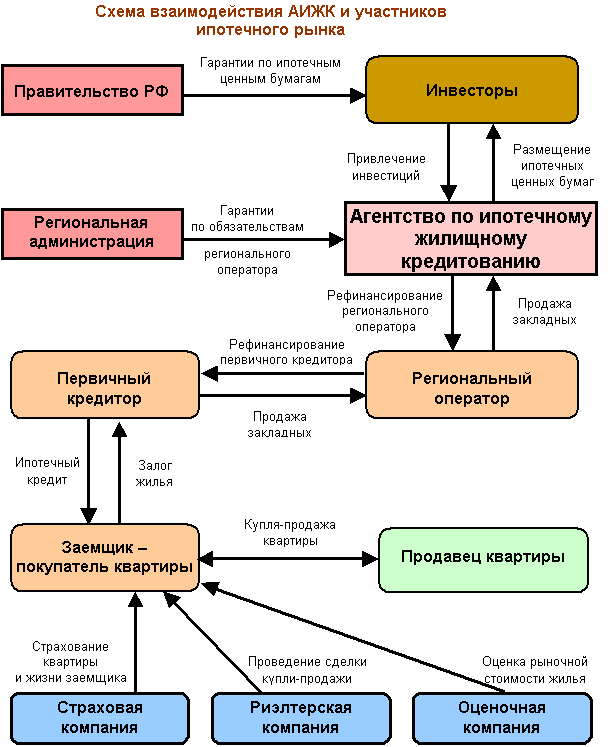 Схема взаимодействия АИЖК и участников
ипотечного рынка
Гарантии по ипотечным
ценным бумагам
Правительство РФ
Инвесторы
Привлечение
инвестиций
Размещение
ипотечных
ценных бумаг
Региональная
администрация
Гарантии
по обязательствам
регионального
оператора
Агентство по ипотечному
жилищному
кредитованию
Рефинансирование
регионального
оператора
Продажа
закладных
Рефинансирование
первичного кредитора
Первичный
кредитор
Региональный
оператор
Продажа
закладных
Ипотечный
кредит
Залог
жилья
Заемщик –
покупатель квартиры
Купля-продажа
квартиры
Продавец квартиры
Страхование
квартиры
и жизни заемщика
Проведение сделки
купли-продажи
Оценка рыночной
стоимости жилья
Страховая
компания
Риэлтерская
компания
Оценочная
компания